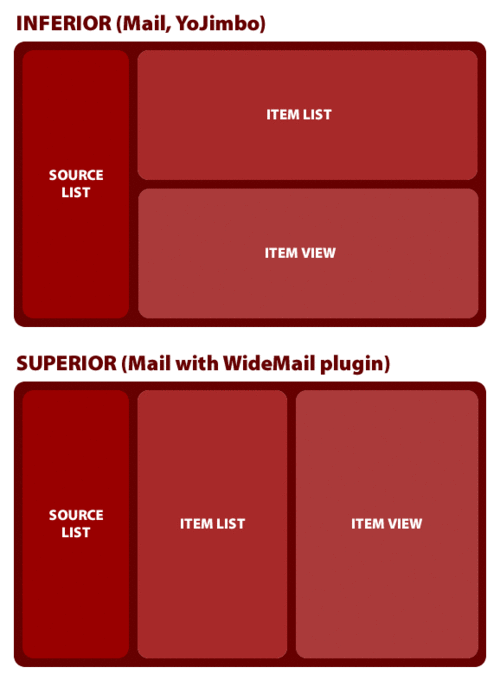 INFERIOR (Mail, YoJimbo)
SOURCE
LIST
ITEM LIST
ITEM VIEW
SUPERIOR (Mail with WideMail plugin)
SOURCE
LIST
ITEM LIST
ITEM VIEW